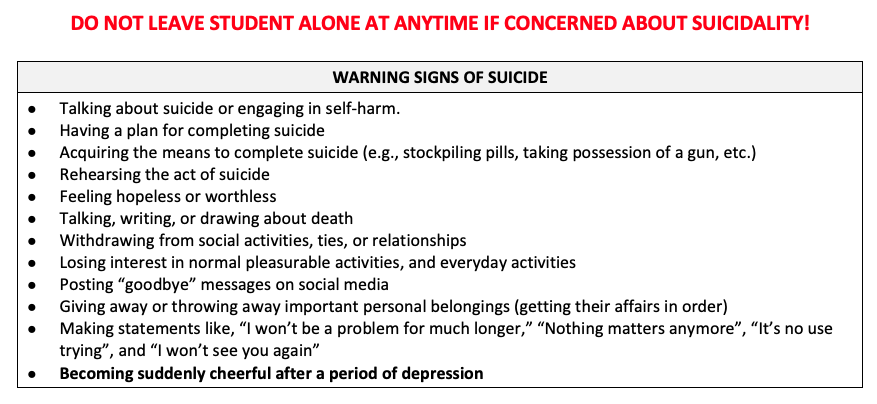 DO NOT LEAVE STUDENT ALONE AT ANYTIME IF CONCERNED ABOUT SUICIDALITY!
WARNING SIGNS OF SUICIDE
● Talking about suicide or engaging in self-harm.
● Having a plan for completing suicide
● Acquiring the means to complete suicide (e.g., stockpiling pills, taking possession of a gun, etc.)
● Rehearsing the act of suicide
● Feeling hopeless or worthless
● Talking, writing, or drawing about death
● Withdrawing from social activities, ties, or relationships
● Losing interest in normal pleasurable activities, and everyday activities
● Posting “goodbye” messages on social media
● Giving away or throwing away important personal belongings (getting their affairs in order)
● Making statements like, “I won’t be a problem for much longer,” “Nothing matters anymore”, “It’s no use
trying”, and “I won’t see you again”
● Becoming suddenly cheerful after a period of depression